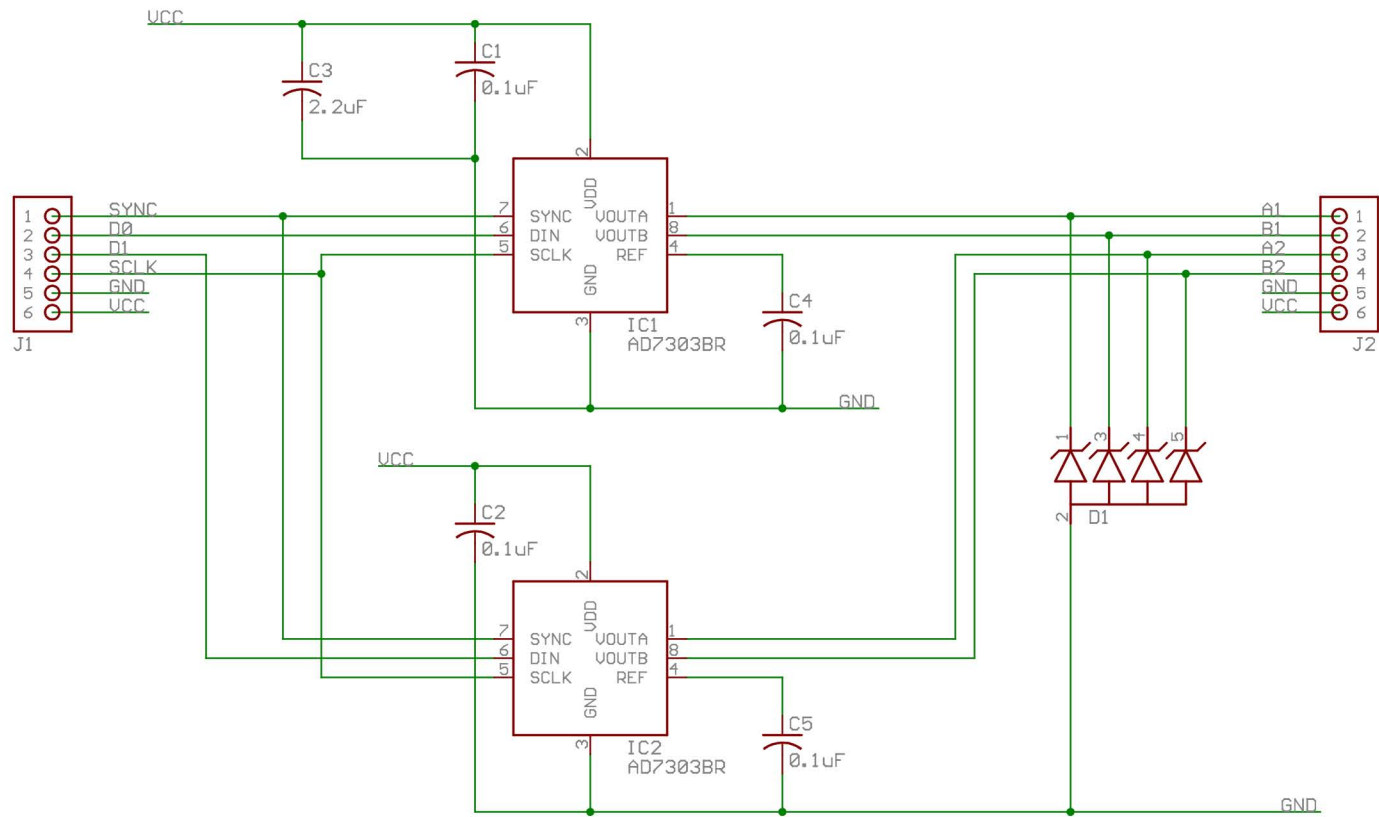 VCC
C1
0.1uF
C3
2.2uF
2
VDD
1 SYNC 7 SYNC VOUTA 1 A1 1
2 D0 6 DIN VOUTB 8 B1 2
3 D1 5 SCLK REF 4 A2 3
4 SCLK B2 4
5 GND GND GND 5
6 VCC VCC 6
J1
J2
3
C4
0.1uF
IC1
AD7303BR
GND
1 3 4 5
2
D1
VCC
C2
0.1uF
2
VDD
7 SYNC VOUTA 1
6 DIN VOUTB 8
5 SCLK REF 4
GND
3
C5
0.1uF
IC2
AD7303BR
GND